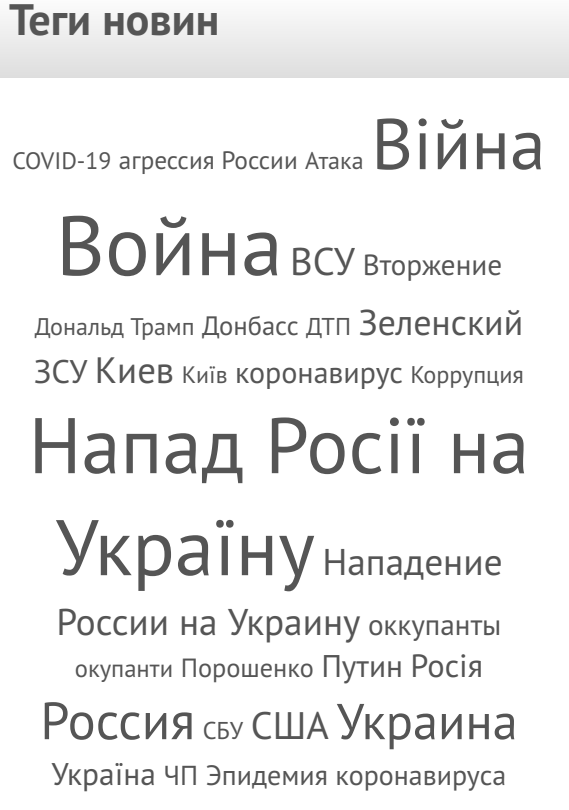 Теги новин
COVID-19 агрессия России Атака Війна
Война ВСУ Вторжение
Дональд Трамп Донбасс ДТП Зеленский
ЗСУ Киев Київ коронавирус Коррупция
Напад Росії на
Україну Нападение
России на Украину оккупанты
окупанти Порошенко Путин Росія
Россия СБУ США Украина
Україна ЧП Эпидемия коронавируса